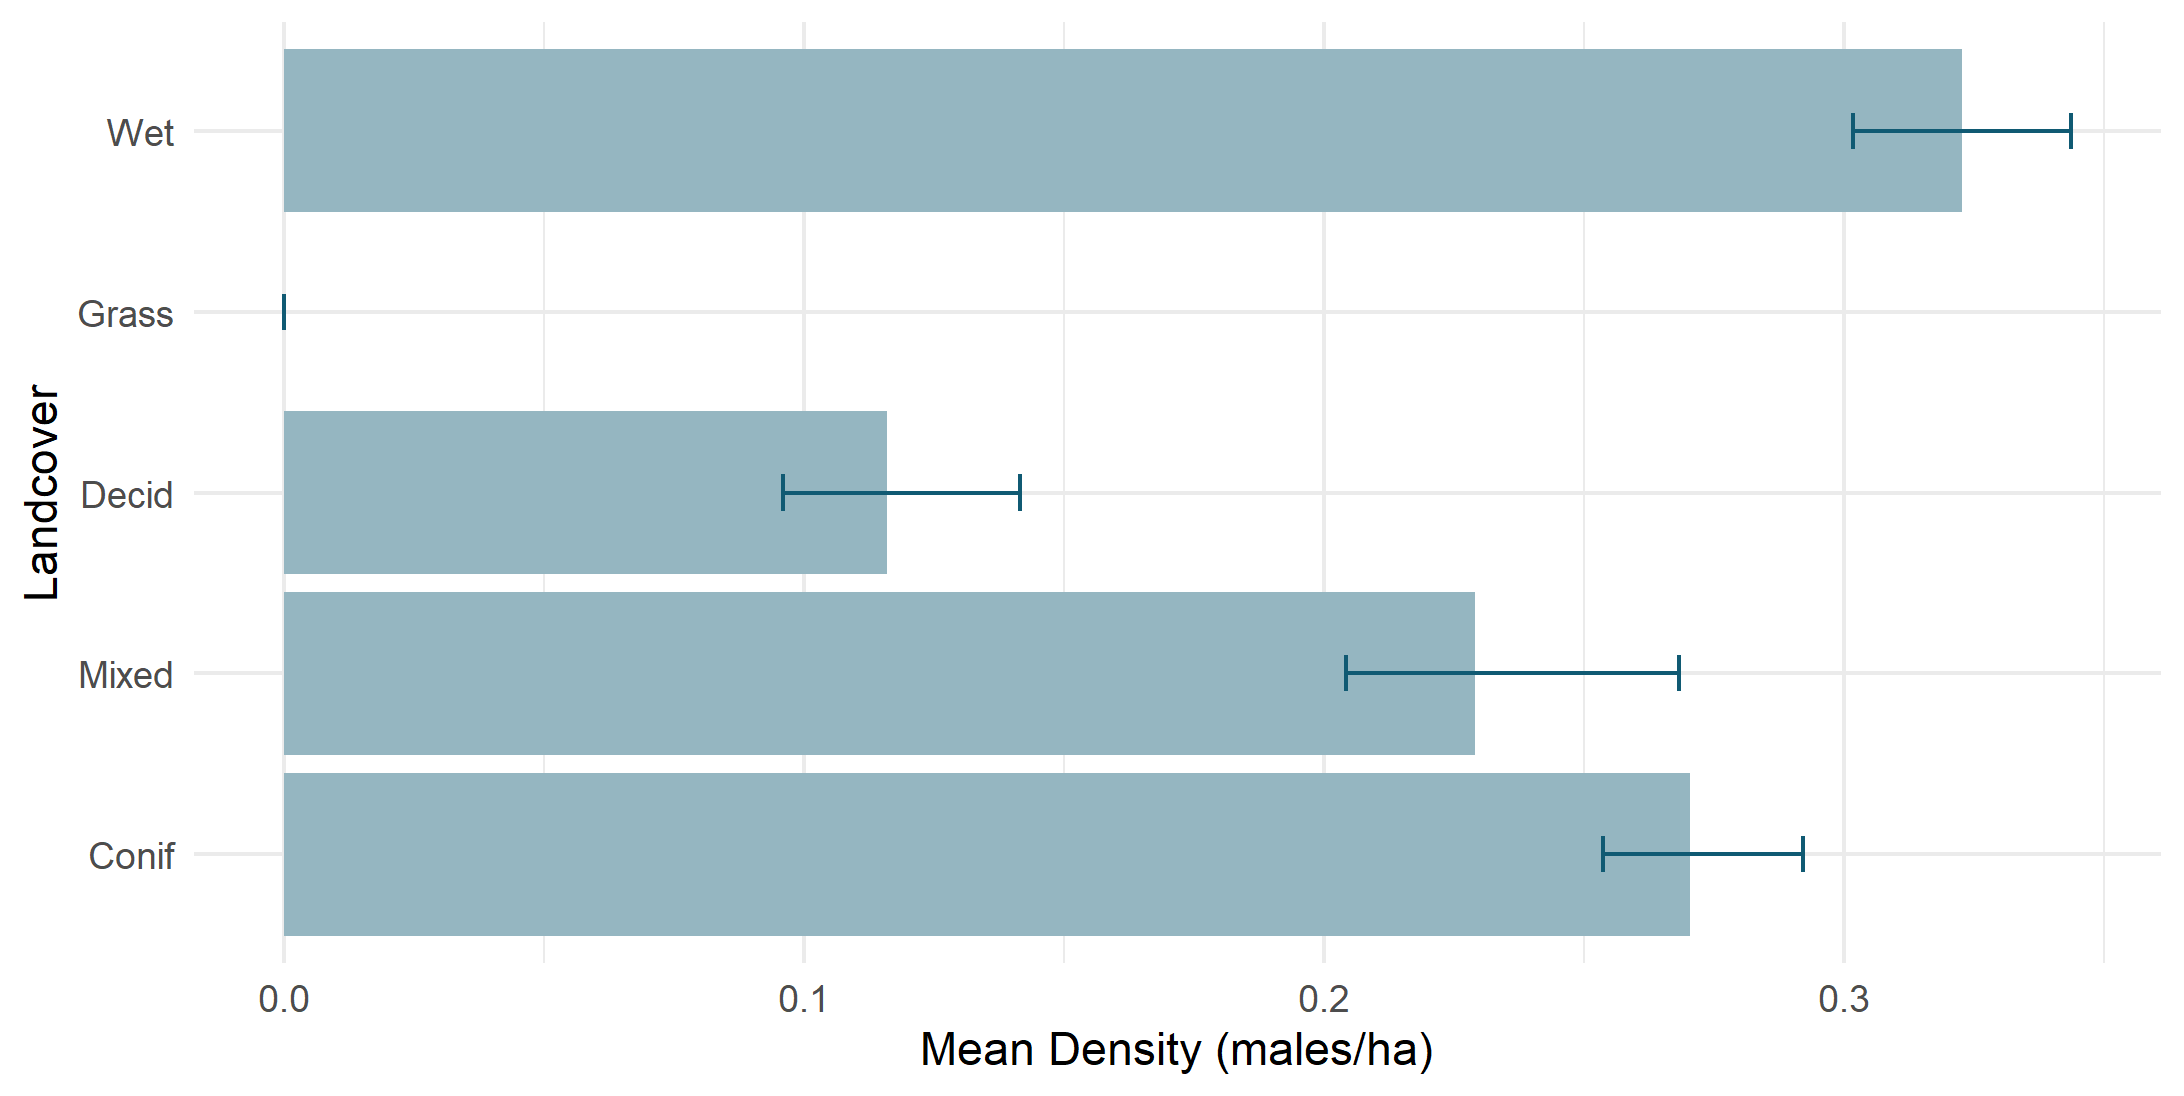 Landcover
Wet
Grass
Decid
Mixed
Conif
0.0 0.1 0.2 0.3
Mean Density (males/ha)